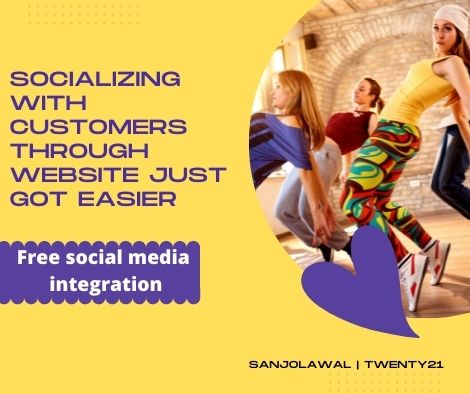 SOCIALIZING
WITH
CUSTOMERS
THROUGH
WEBSITE JUST
GOT EASIER
Free social media
integration
SANJOLAWAL | TWENTY21